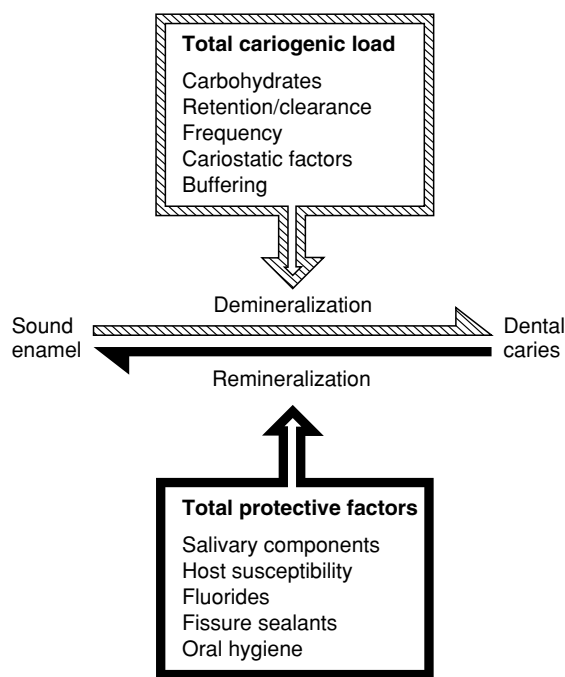 Total cariogenic load
Carbohydrates
Retention/clearance
Frequency
Cariostatic factors
Buffering
Demineralization
Sound
enamel
Dental
caries
Remineralization
Total protective factors
Salivary components
Host susceptibility
Fluorides
Fissure sealants
Oral hygiene